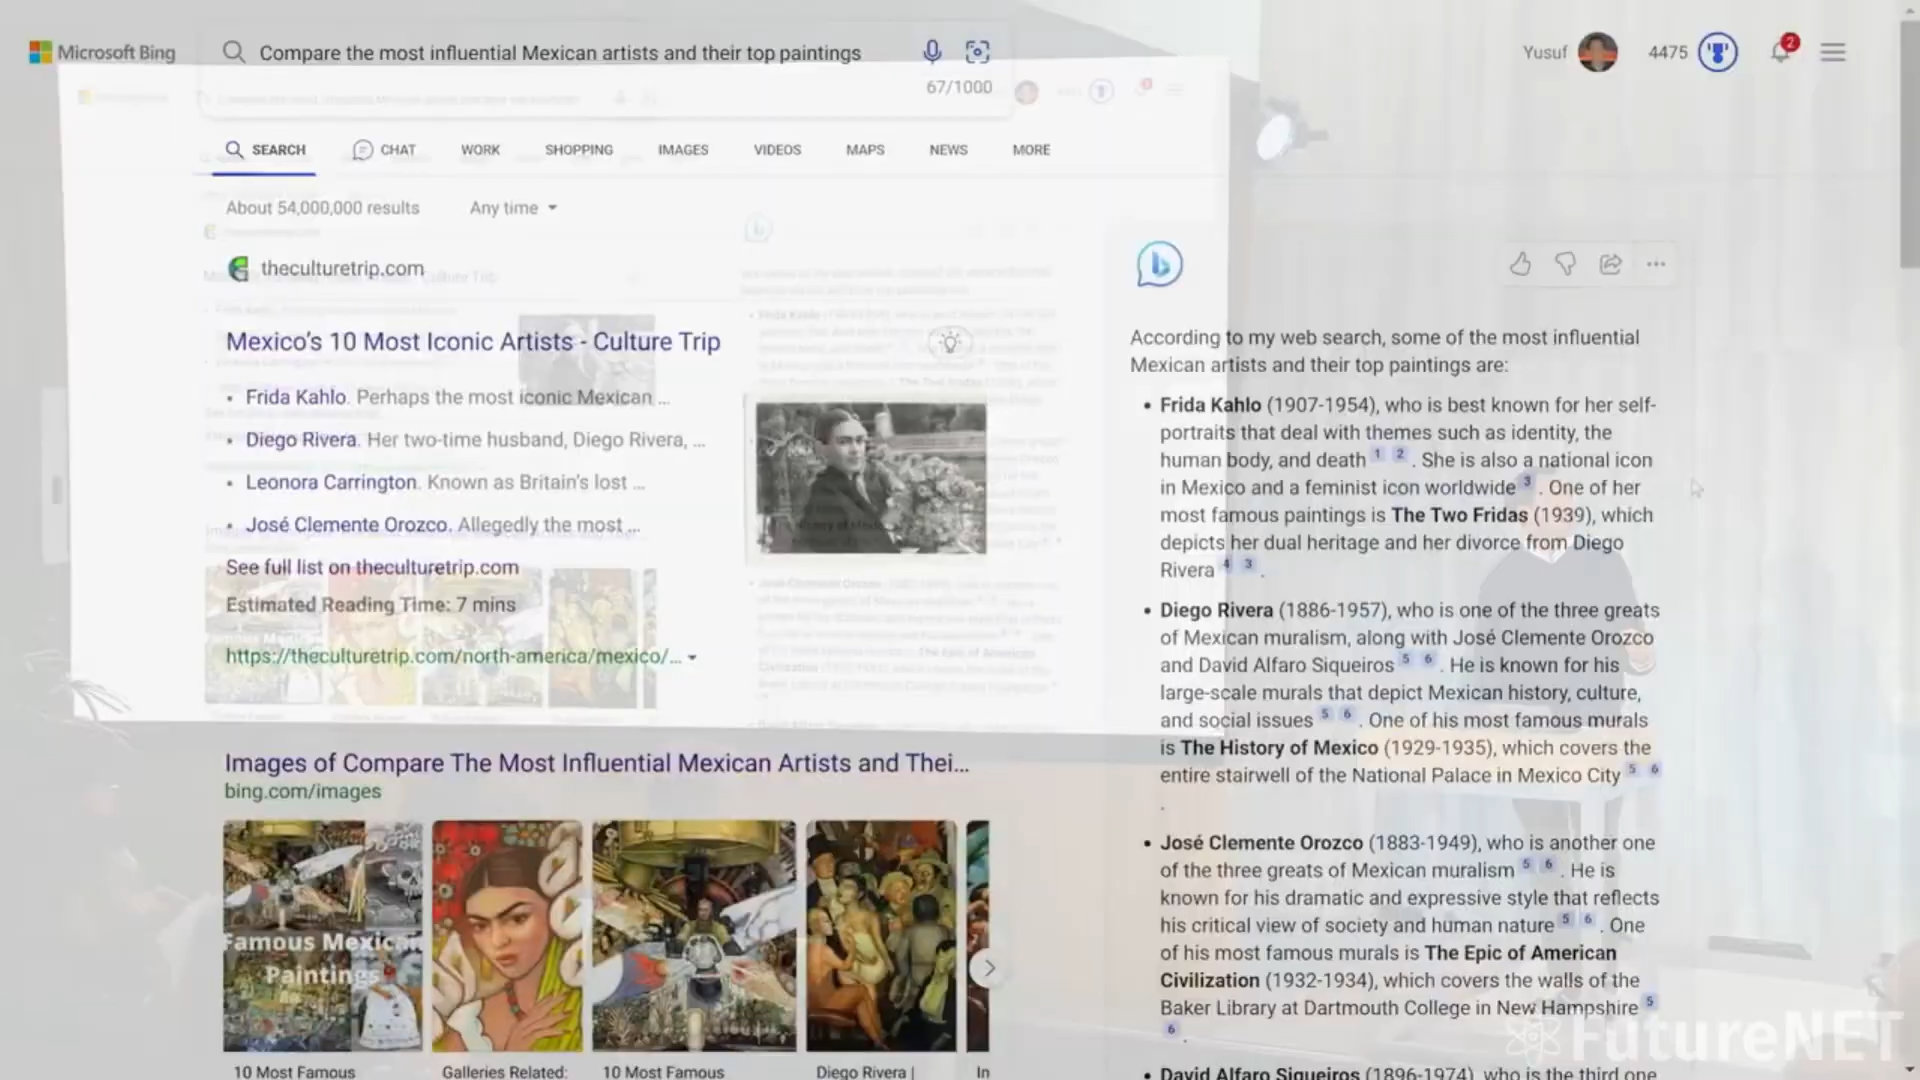 Microsoft Bing
Compare the most influential Mexican artists and their top paintings
67/1000
Yusuf
4475
2
SEARCH
CHAT
WORK
SHOPPING
IMAGES
VIDEOS
MAPS
NEWS
MORE
About 54,000,000 results
Any time
theculturetrip.com
Mexico's 10 Most Iconic Artists - Culture Trip
• Frida Kahlo. Perhaps the most iconic Mexican ...
• Diego Rivera. Her two-time husband, Diego Rivera, ...
• Leonora Carrington. Known as Britain's lost ...
• José Clemente Orozco. Allegedly the most ...
See full list on theculturetrip.com
Estimated Reading Time: 7 mins
https://theculturetrip.com/north-america/mexico/...
Images of Compare The Most Influential Mexican Artists and Thei...
bing.com/images
Famous Mexican
Paintings
10 Most Famous
Galleries Related:
10 Most Famous
Diego Rivera |
In
According to my web search, some of the most influential
Mexican artists and their top paintings are:
• Frida Kahlo (1907-1954), who is best known for her self-
portraits that deal with themes such as identity, the
human body, and death 1 2 . She is also a national icon
in Mexico and a feminist icon worldwide 3 . One of her
most famous paintings is The Two Fridas (1939), which
depicts her dual heritage and her divorce from Diego
Rivera 4 3 .
• Diego Rivera (1886-1957), who is one of the three greats
of Mexican muralism, along with José Clemente Orozco
and David Alfaro Siqueiros 5 6 . He is known for his
large-scale murals that depict Mexican history, culture,
and social issues 5 6 . One of his most famous murals
is The History of Mexico (1929-1935), which covers the
entire stairwell of the National Palace in Mexico City 5 6
.
• José Clemente Orozco (1883-1949), who is another one
of the three greats of Mexican muralism 5 6 . He is
known for his dramatic and expressive style that reflects
his critical view of society and human nature 5 6 . One
of his most famous murals is The Epic of American
Civilization (1932-1934), which covers the walls of the
Baker Library at Dartmouth College in New Hampshire 5
6 .
• David Alfaro Siqueiros (1896-1974), who is the third one
FutureNET